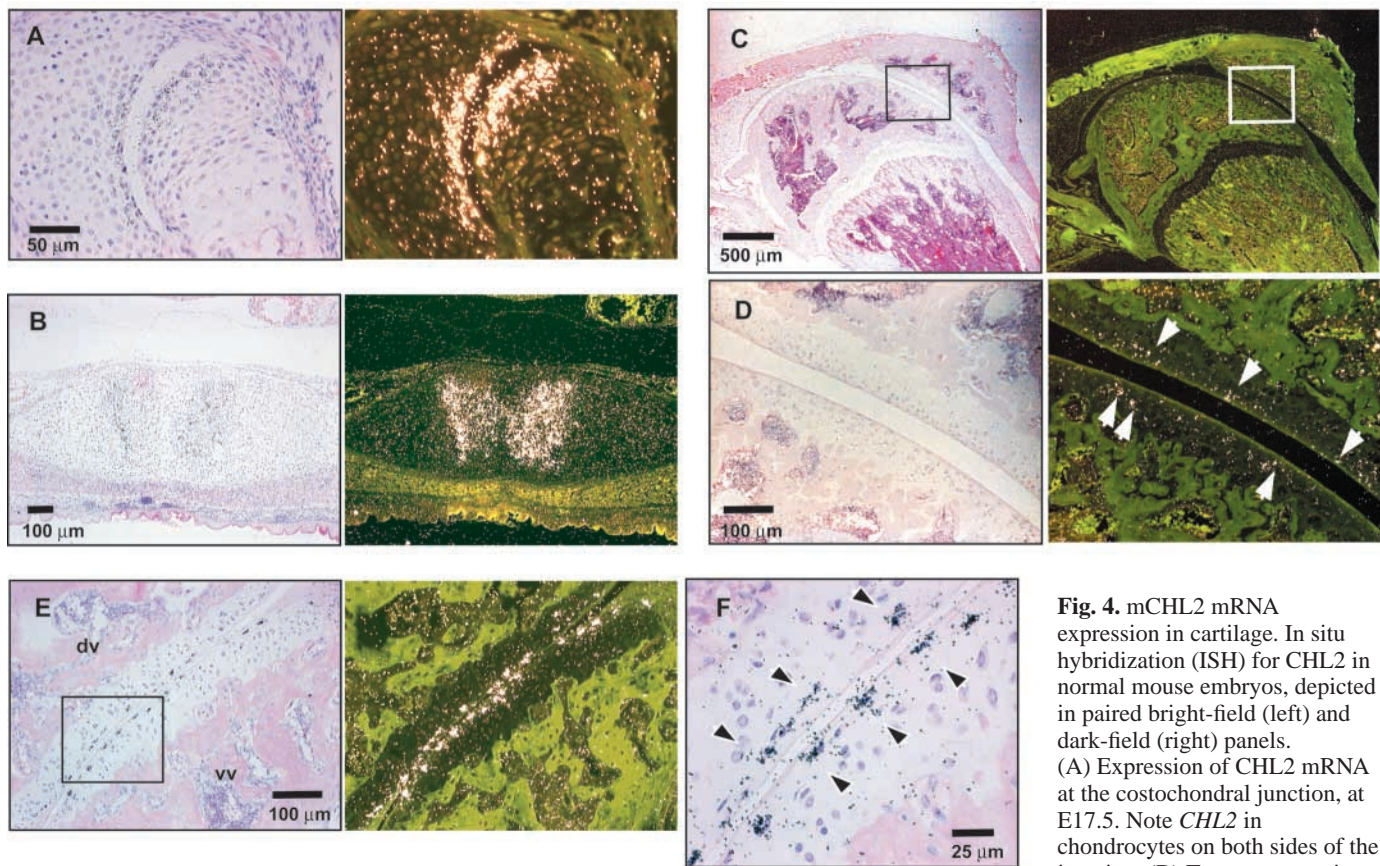 A
50 μm
C
500 μm
B
100 μm
D
100 μm
E
dv
vv
100 μm
F
25 μm
Fig. 4. mCHL2 mRNA
expression in cartilage. In situ
hybridization (ISH) for CHL2 in
normal mouse embryos, depicted
in paired bright-field (left) and
dark-field (right) panels.
(A) Expression of CHL2 mRNA
at the costochondral junction, at
E17.5. Note CHL2 in
chondrocytes on both sides of the